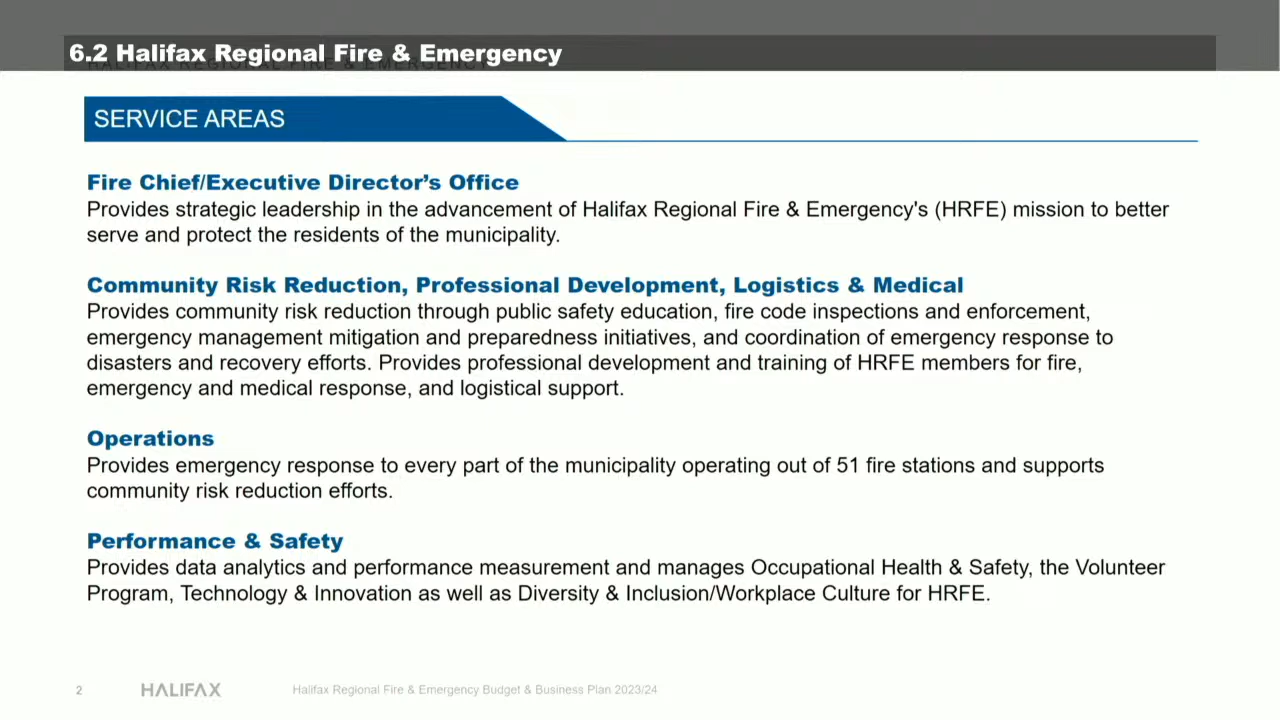 6.2 Halifax Regional Fire & Emergency
HALIFAX REGIONAL FIRE & EMERGENCY
SERVICE AREAS
Fire Chief/Executive Director’s Office
Provides strategic leadership in the advancement of Halifax Regional Fire & Emergency's (HRFE) mission to better
serve and protect the residents of the municipality.
Community Risk Reduction, Professional Development, Logistics & Medical
Provides community risk reduction through public safety education, fire code inspections and enforcement,
emergency management mitigation and preparedness initiatives, and coordination of emergency response to
disasters and recovery efforts. Provides professional development and training of HRFE members for fire,
emergency and medical response, and logistical support.
Operations
Provides emergency response to every part of the municipality operating out of 51 fire stations and supports
community risk reduction efforts.
Performance & Safety
Provides data analytics and performance measurement and manages Occupational Health & Safety, the Volunteer
Program, Technology & Innovation as well as Diversity & Inclusion/Workplace Culture for HRFE.
2 HALIFAX Halifax Regional Fire & Emergency Budget & Business Plan 2023/24